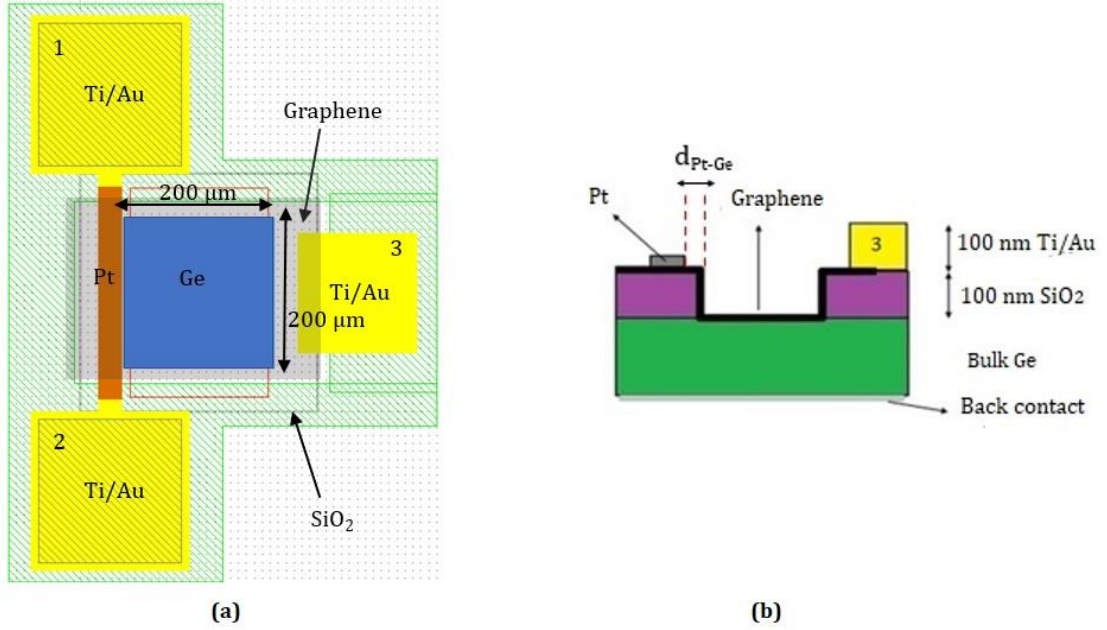 1
Ti/Au
Graphene
200 μm
3
Pt
Ge
Ti/Au
200 μm
2
Ti/Au
SiO₂
(a)
dPt-Ge
Pt
Graphene
3
100 nm Ti/Au
100 nm SiO₂
Bulk Ge
Back contact
(b)